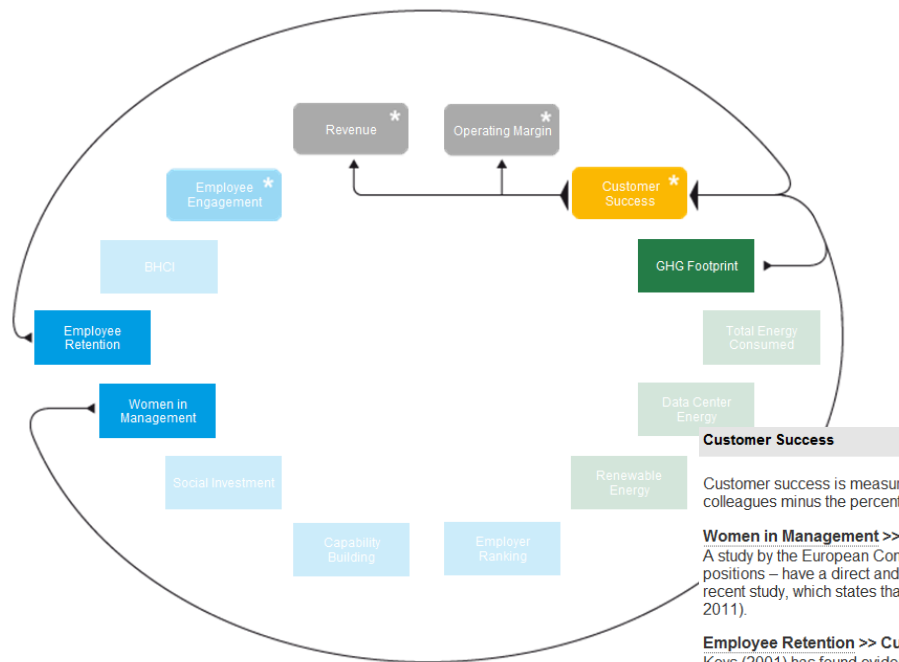 Revenue *
Operating Margin *
Employee
Engagement *
Customer
Success *
BHCI
GHG Footprint
Employee
Retention
Total Energy
Consumed
Women in
Management
Data Center
Energy
Social Investment
Renewable
Energy
Capability
Building
Employer
Ranking
Customer Success
Customer success is measur
colleagues minus the percent
Women in Management >>
A study by the European Con
positions – have a direct and
recent study, which states tha
2011).
Employee Retention >> Cu